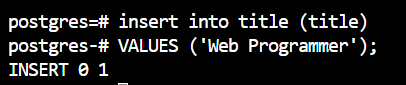 postgres=# insert into title (title)
postgres-# VALUES ('Web Programmer');
INSERT 0 1